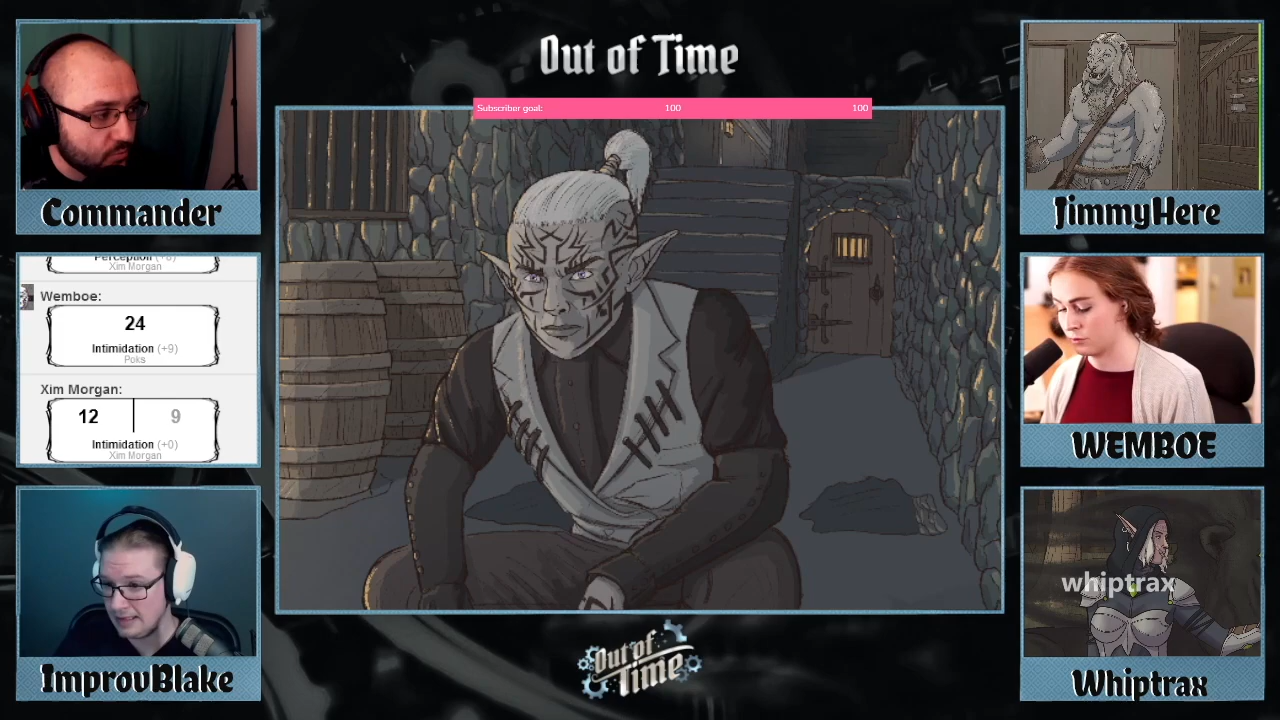 Out of Time
Subscriber goal:
100
100
Commander
JimmyHere
Perception (+8)
Xim Morgan
Wemboe:
24
Intimidation (+9)
Poks
Xim Morgan:
12
9
Intimidation (+0)
Xim Morgan
WEMBOE
whiptrax
ImprovBlake
Out of
Time
Whiptrax